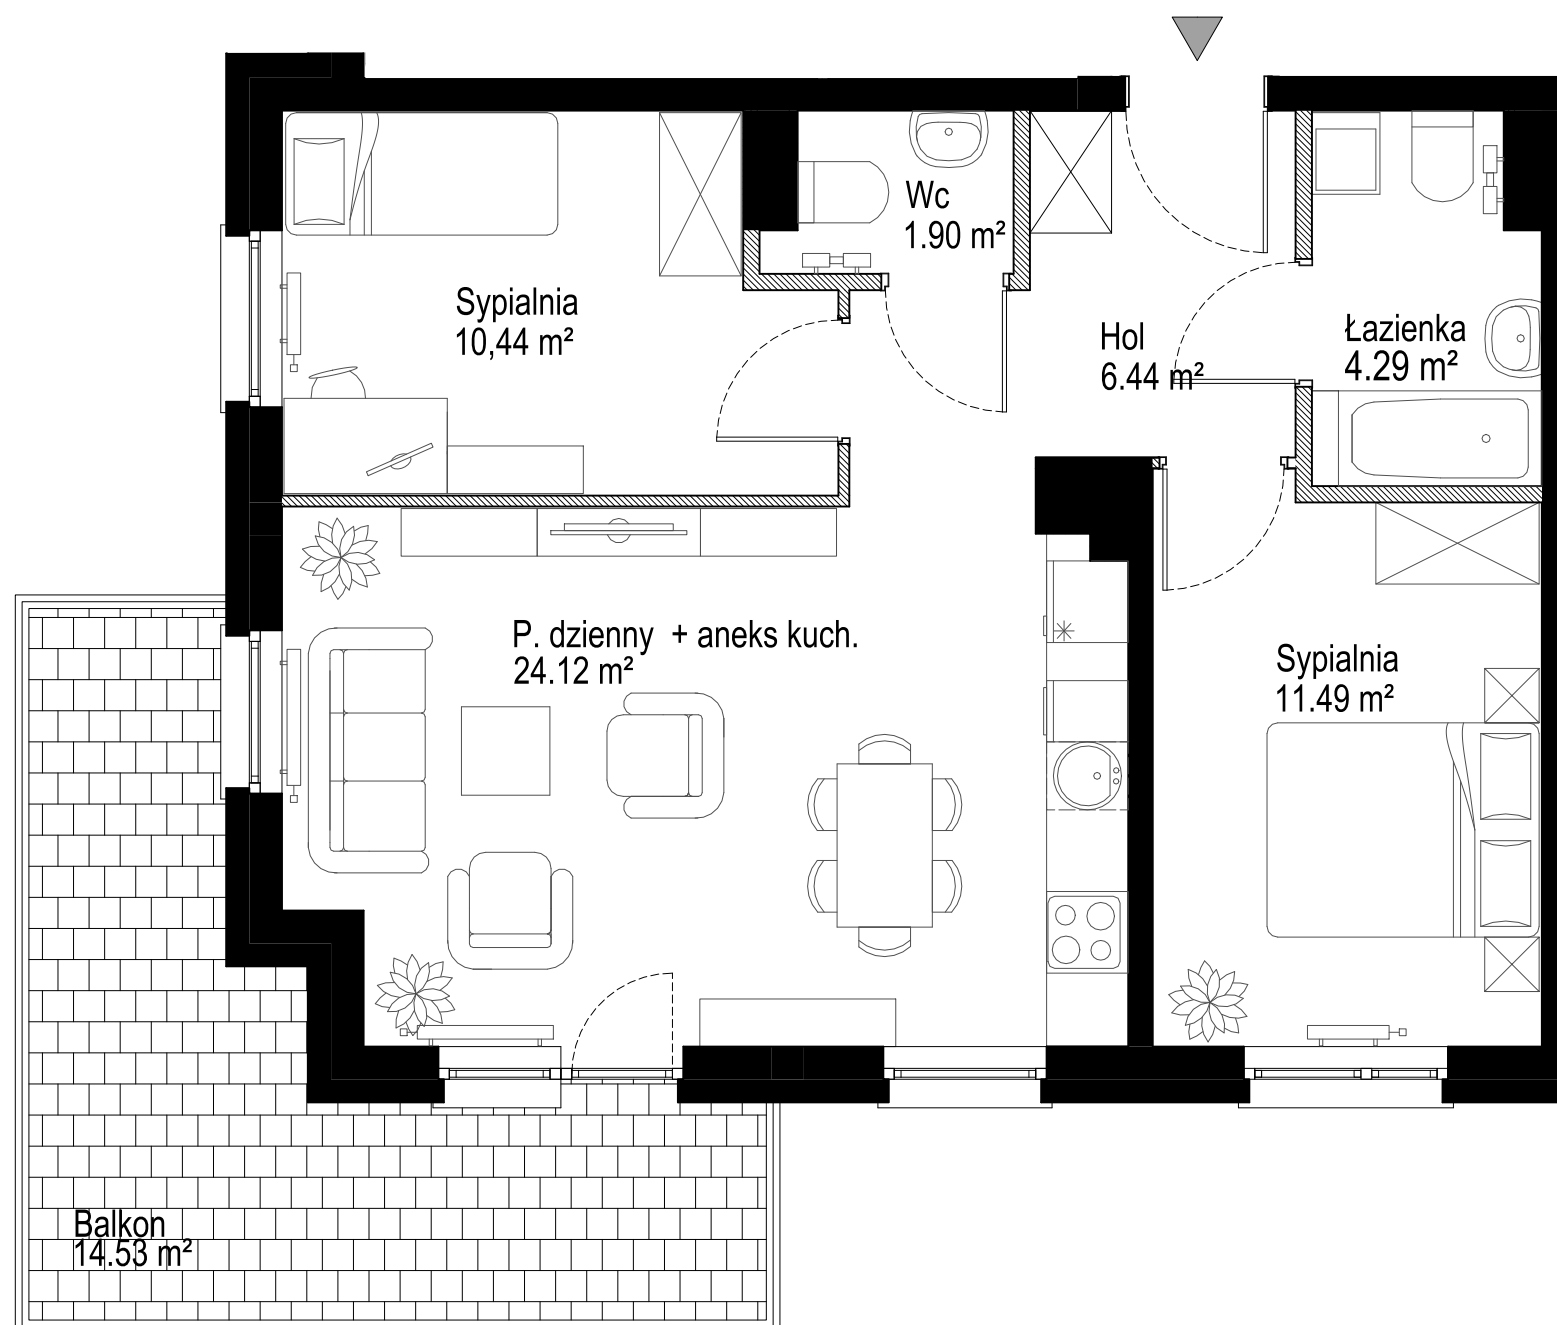 Wc
1.90 m²
Sypialnia
10,44 m²
Hol
6.44 m²
Łazienka
4.29 m²
P. dzienny + aneks kuch.
24.12 m²
Sypialnia
11.49 m²
Balkon
14.53 m²